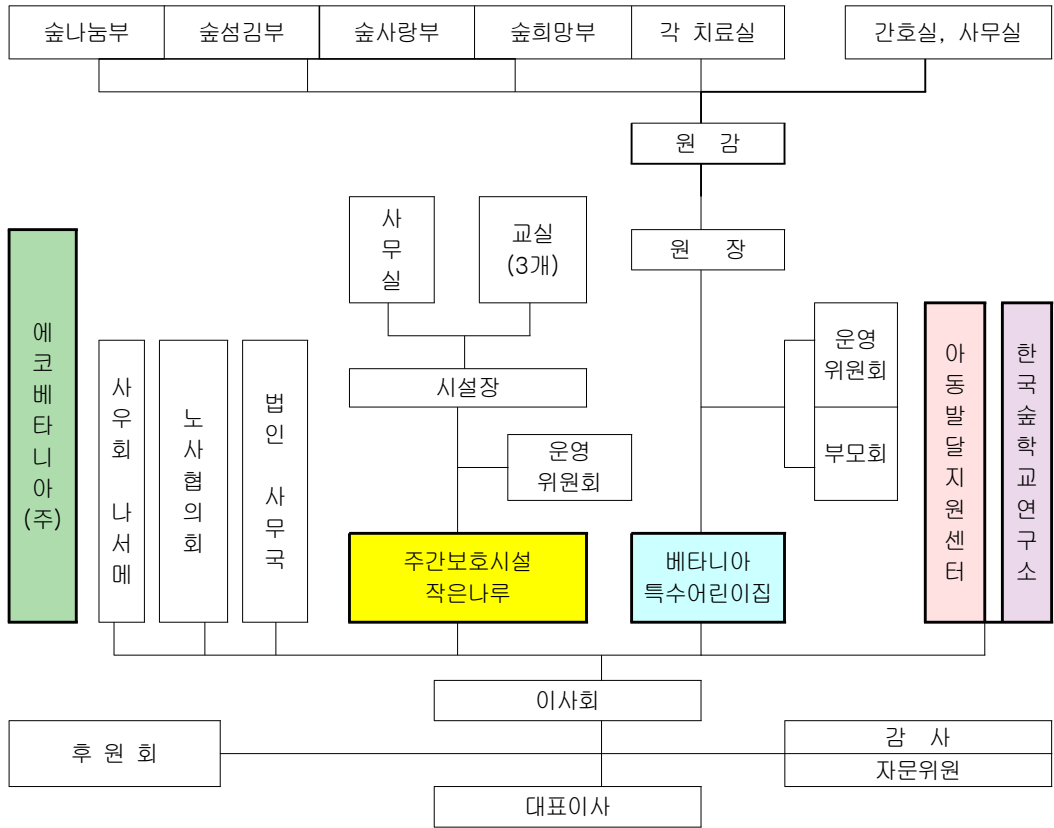 숲나눔부
숲섬김부
숲사랑부
숲희망부
각 치료실
간호실, 사무실
원 감
사무실
교실
(3개)
원 장
에코베타니아(주)
사우회 나서메
노사협의회
법인 사무국
시설장
운영
위원회
운영
위원회
부모회
아동발달지원센터
한국숲학교연구소
주간보호시설
작은나루
베타니아
특수어린이집
이사회
후 원 회
감 사
자문위원
대표이사